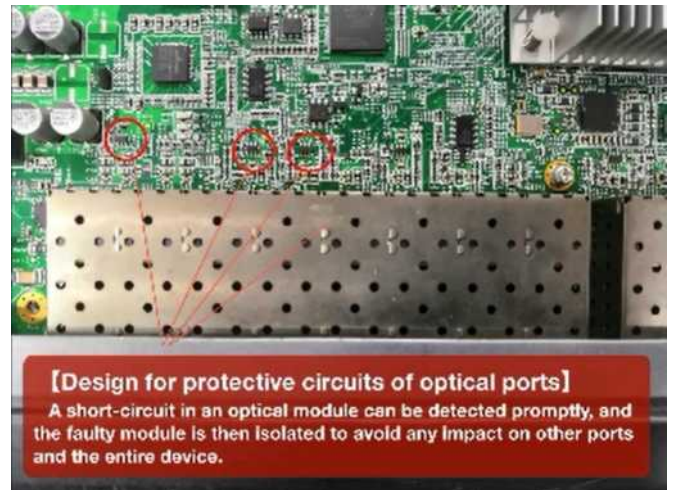 【Design for protective circuits of optical ports】
A short-circuit in an optical module can be detected promptly, and
the faulty module is then isolated to avoid any impact on other ports
and the entire device.